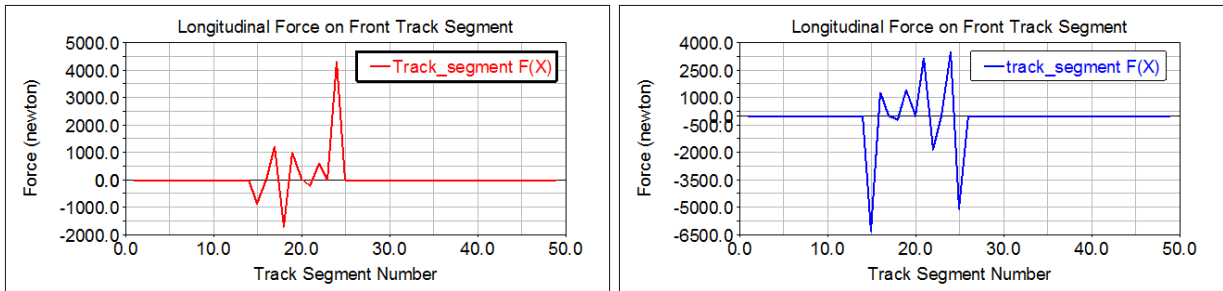 Longitudinal Force on Front Track Segment
5000.0
4000.0
3000.0
2000.0
1000.0
0.0
-1000.0
-2000.0
Force (newton)
Track_segment F(X)
0.0 10.0 20.0 30.0 40.0 50.0
Track Segment Number
Longitudinal Force on Front Track Segment
4000.0
2500.0
1000.0
0.0
-500.0
-2000.0
-3500.0
-5000.0
-6500.0
Force (newton)
track_segment F(X)
0.0 10.0 20.0 30.0 40.0 50.0
Track Segment Number